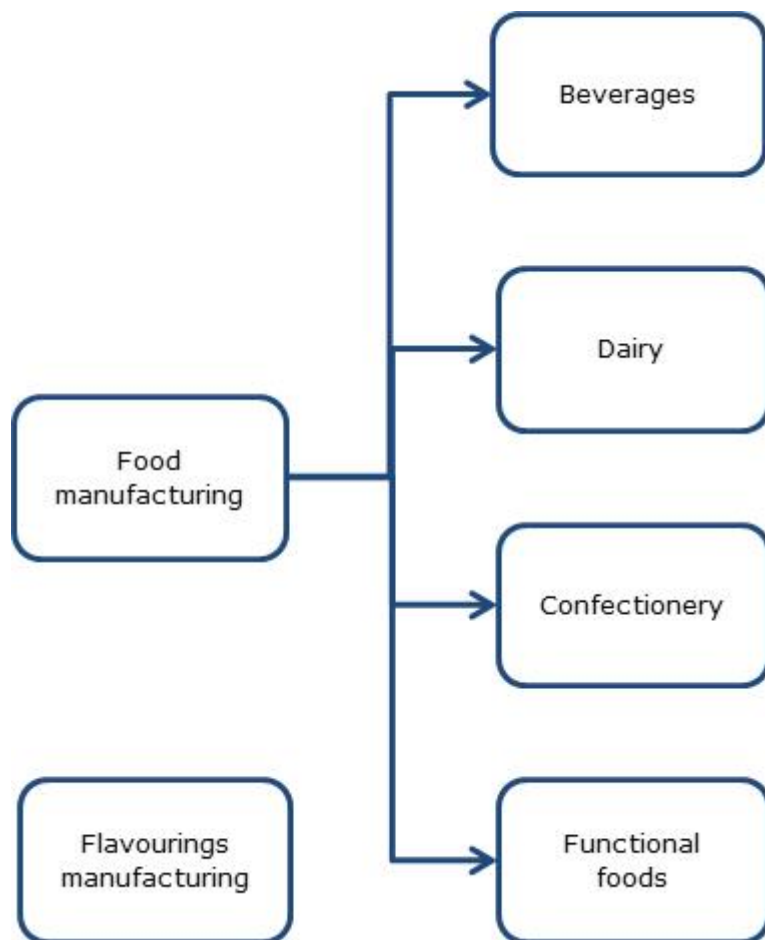 Beverages
Dairy
Food
manufacturing
Confectionery
Flavourings
manufacturing
Functional
foods